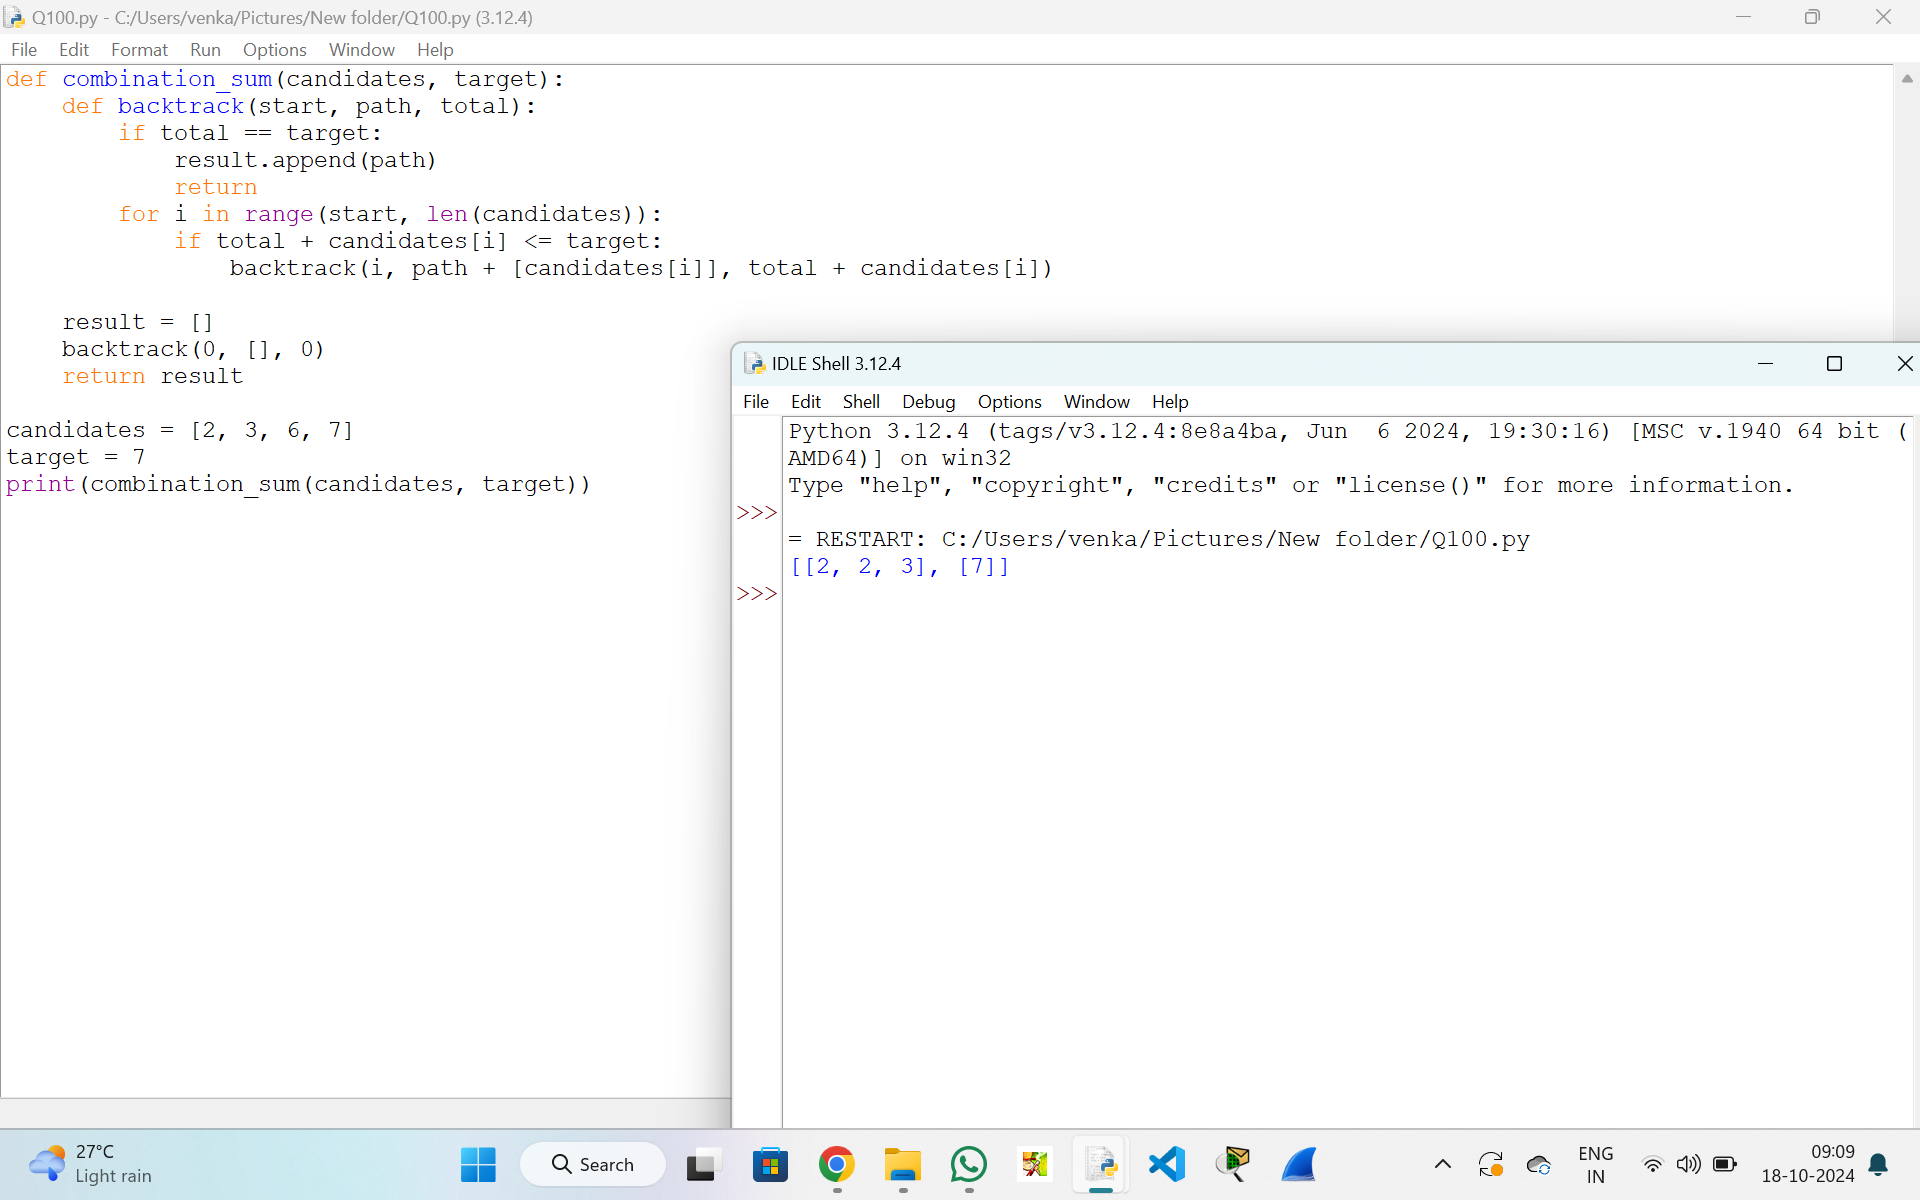 Q100.py - C:/Users/venka/Pictures/New folder/Q100.py (3.12.4)
File Edit Format Run Options Window Help
def combination_sum(candidates, target):
    def backtrack(start, path, total):
        if total == target:
            result.append(path)
            return
        for i in range(start, len(candidates)):
            if total + candidates[i] <= target:
                backtrack(i, path + [candidates[i]], total + candidates[i])
    result = []
    backtrack(0, [], 0)
    return result
candidates = [2, 3, 6, 7]
target = 7
print(combination_sum(candidates, target))
IDLE Shell 3.12.4
File Edit Shell Debug Options Window Help
Python 3.12.4 (tags/v3.12.4:8e8a4ba, Jun  6 2024, 19:30:16) [MSC v.1940 64 bit (
AMD64)] on win32
Type "help", "copyright", "credits" or "license()" for more information.
>>>
= RESTART: C:/Users/venka/Pictures/New folder/Q100.py
[[2, 2, 3], [7]]
>>>
27°C
Light rain
Search
ENG
IN
09:09
18-10-2024